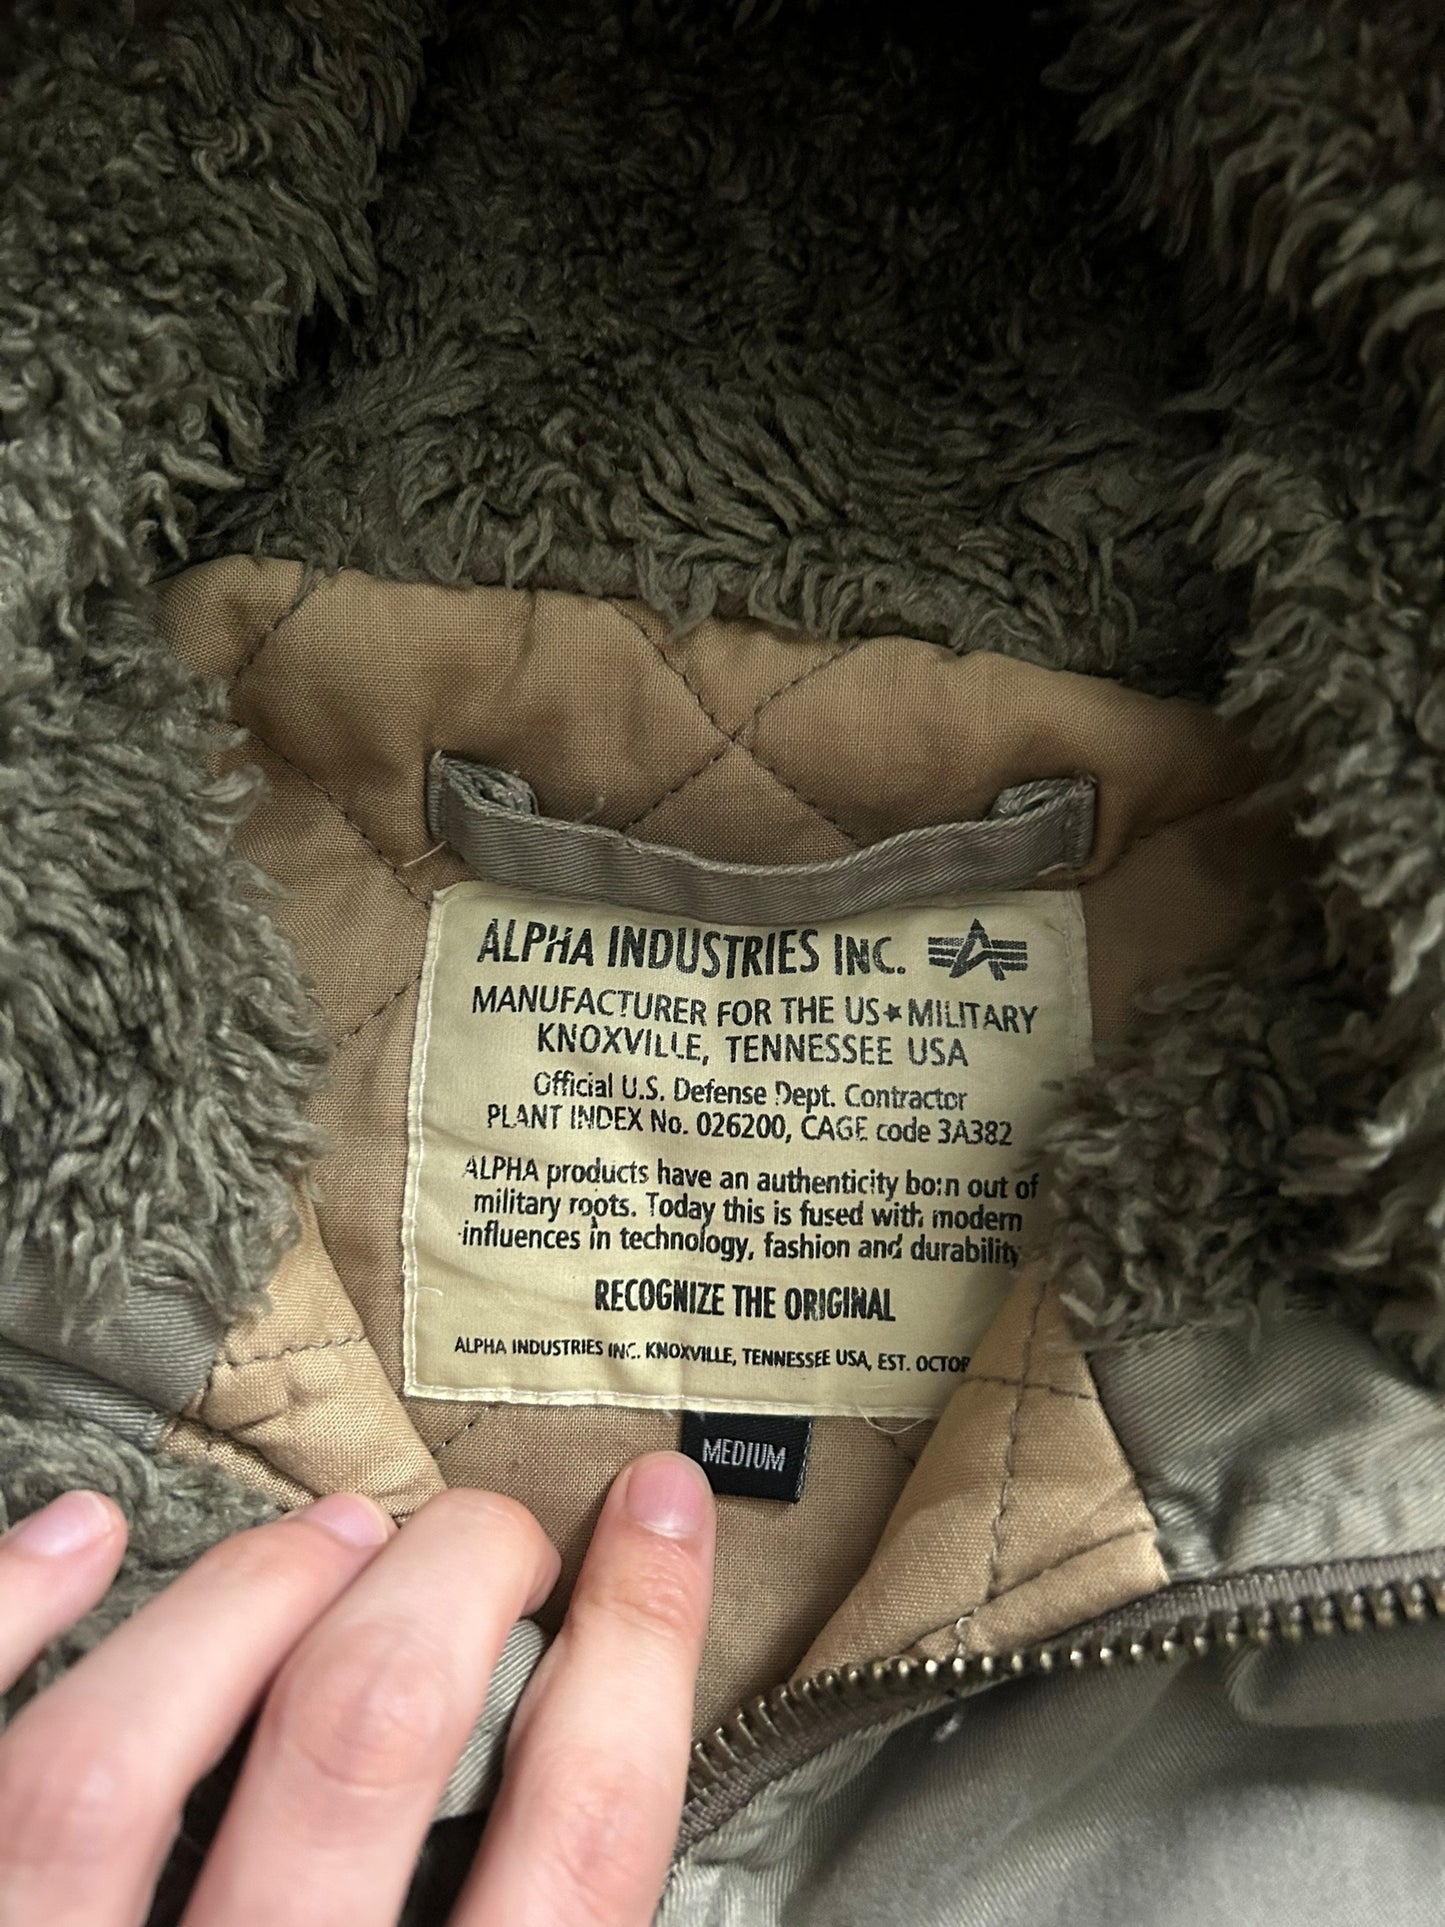 ALPHA INDUSTRIES INC.
MANUFACTURER FOR THE US★MILITARY
KNOXVILLE, TENNESSEE USA
Official U.S. Defense Dept. Contractor
PLANT INDEX No. 026200, CAGE code 3A382
ALPHA products have an authenticity born out of
military roots. Today this is fused with modern
influences in technology, fashion and durability
RECOGNIZE THE ORIGINAL
ALPHA INDUSTRIES INC. KNOXVILLE, TENNESSEE USA, EST. OCTOB
MEDIUM